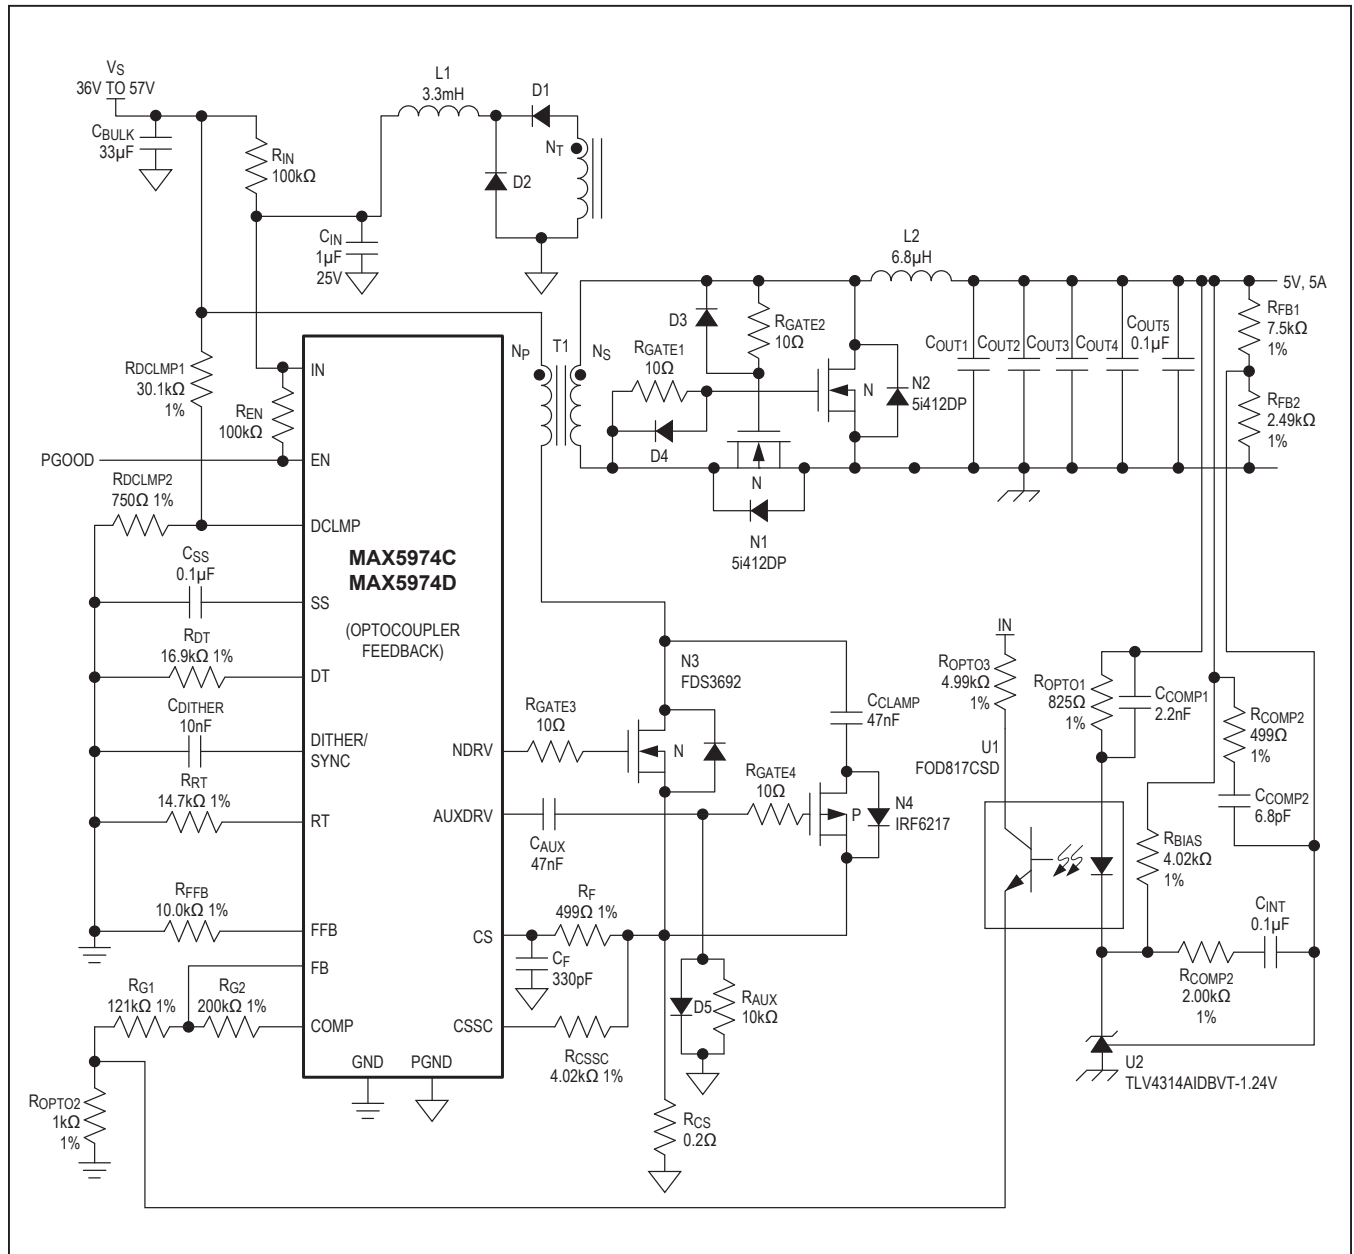 VS
36V TO 57V
CBULK
33µF
RIN
100kΩ
L1
3.3mH
D1
NT
D2
CIN
1µF
25V
L2
6.8µH
5V, 5A
D3
RGATE2
10Ω
RGATE1
10Ω
D4
N
N2
5i412DP
N
N1
5i412DP
COUT1
COUT2
COUT3
COUT4
COUT5
0.1µF
RFB1
7.5kΩ
1%
RFB2
2.49kΩ
1%
NP
T1
NS
RDCLMP1
30.1kΩ
1%
REN
100kΩ
PGOOD
RDCLMP2
750Ω 1%
CSS
0.1µF
RDT
16.9kΩ 1%
CDITHER
10nF
RRT
14.7kΩ 1%
RFFB
10.0kΩ 1%
RG1
121kΩ 1%
RG2
200kΩ 1%
ROPTO2
1kΩ
1%
IN
EN
DCLMP
MAX5974C
MAX5974D
(OPTOCOUPLER
FEEDBACK)
SS
DT
DITHER/
SYNC
RT
FFB
FB
COMP
GND
PGND
NDRV
AUXDRV
CS
CSSC
RGATE3
10Ω
N3
FDS3692
N
CCLAMP
47nF
RGATE4
10Ω
P
N4
IRF6217
CAUX
47nF
RF
499Ω 1%
CF
330pF
RCSSC
4.02kΩ 1%
D5
RAUX
10kΩ
RCS
0.2Ω
IN
ROPTO3
4.99kΩ
1%
U1
FOD817CSD
ROPTO1
825Ω
1%
CCOMP1
2.2nF
RCOMP2
499Ω
1%
CCOMP2
6.8pF
RBIAS
4.02kΩ
1%
CINT
0.1µF
RCOMP2
2.00kΩ
1%
U2
TLV4314AIDBVT-1.24V